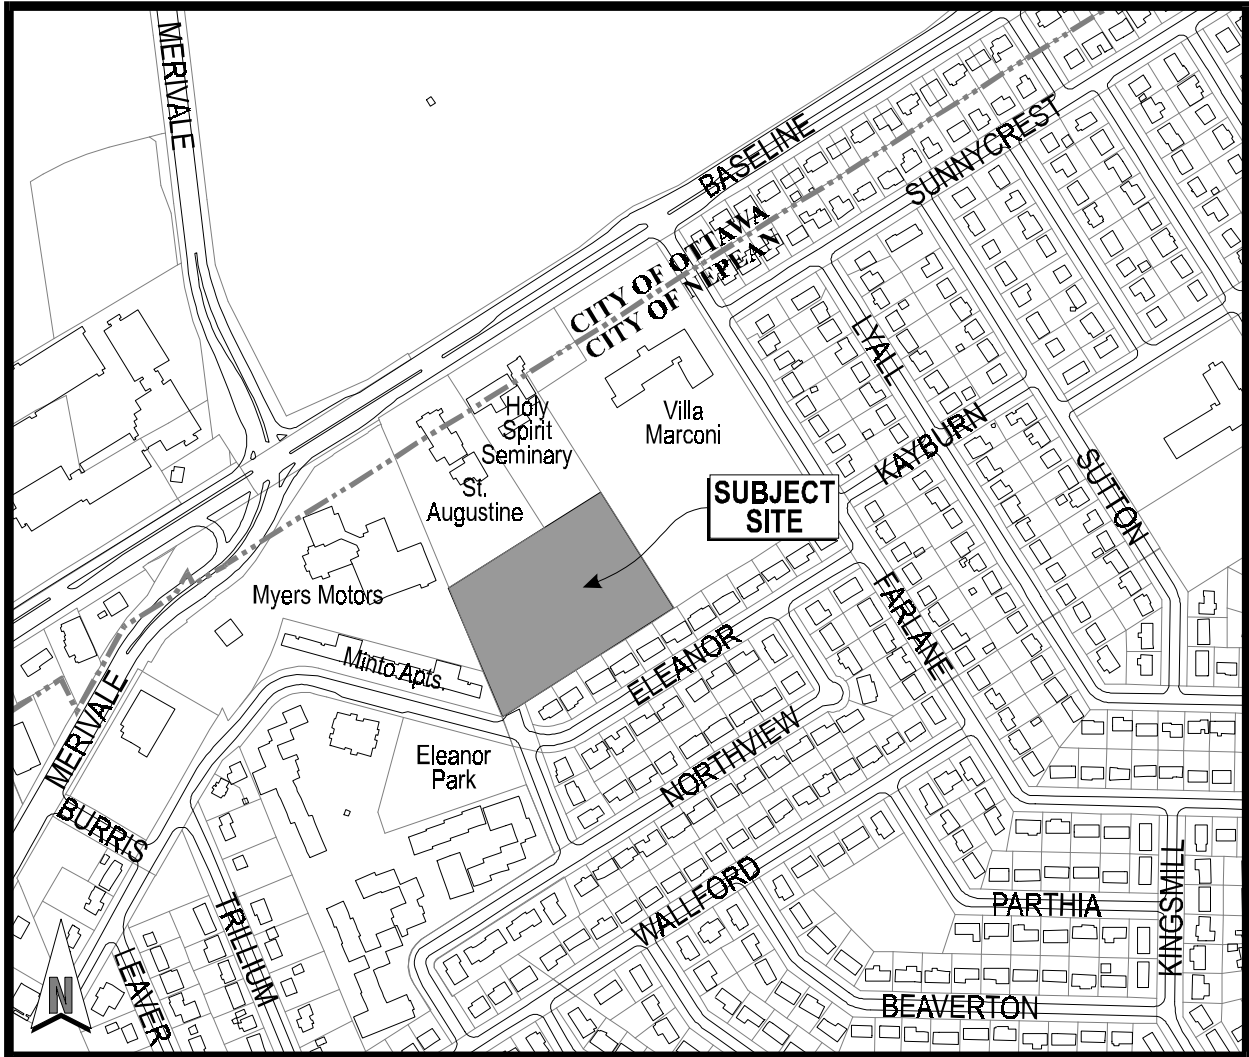 MERIVALE
BASELINE
SUNNYCREST
CITY OF OTTAWA
CITY OF NEPEAN
LYALL
Holy
Spirit
Seminary
Villa
Marconi
KAYBURN
St.
Augustine
SUBJECT
SITE
SUTTON
Myers Motors
FARLANE
Minto Apts.
ELEANOR
MERIVALE
Eleanor
Park
NORTHVIEW
BURRIS
WALLFORD
PARTHIA
KINGSMILL
TRILLIUM
LEAVER
N
BEAVERTON